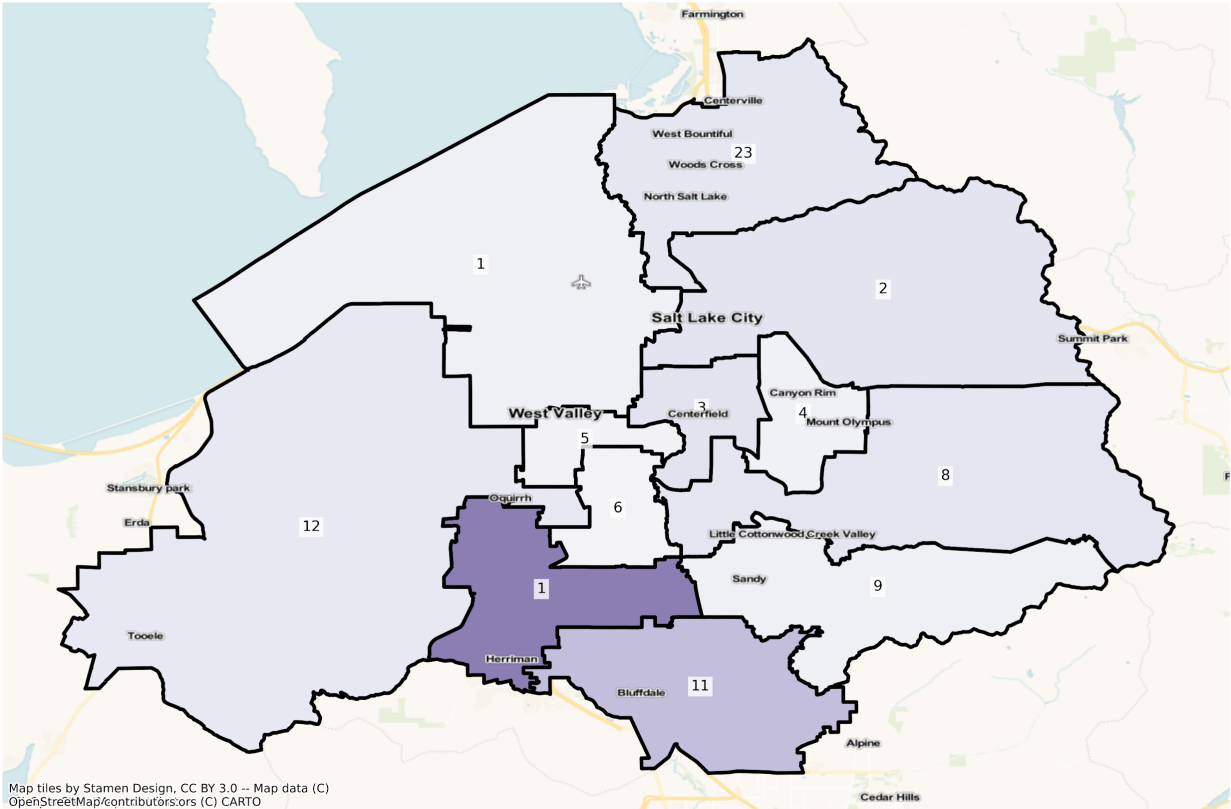 Farmington
Centerville
West Bountiful
23
Woods Cross
North Salt Lake
1
2
Salt Lake City
Summit Park
Canyon Rim
3
West Valley
Centerfield
4
Mount Olympus
5
8
Stansbury park
Oquirrh
6
Erda
12
Little Cottonwood Creek Valley
Sandy
9
1
Tooele
Herriman
11
Bluffdale
Alpine
Map tiles by Stamen Design, CC BY 3.0 -- Map data (C)
Cedar Hills